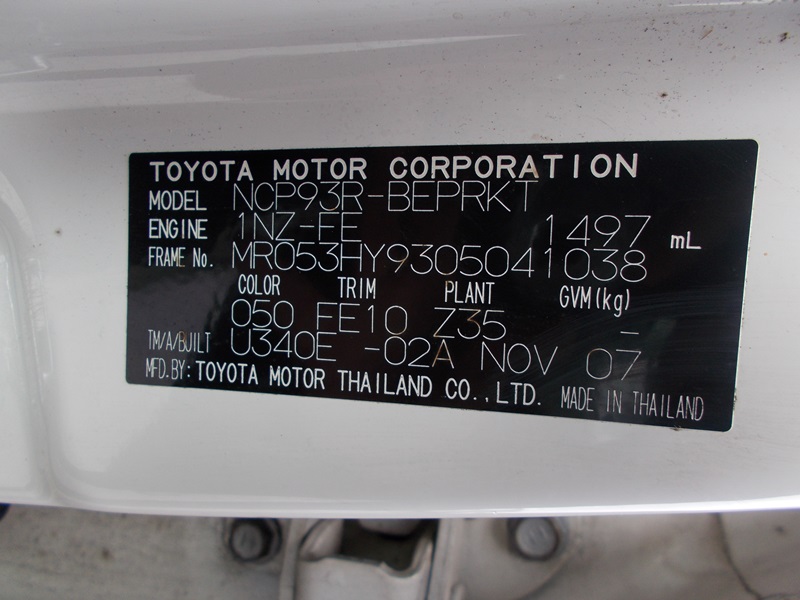 TOYOTA MOTOR CORPORATION
MODEL NCP93R-BEPRKT
ENGINE 1NZ-FE 1497 mL
FRAME No. MR053HY9305041038
COLOR TRIM PLANT GVM(kg)
050 FE10 Z35 -
TM/A/BUILT U340E -02A NOV 07
MFD.BY: TOYOTA MOTOR THAILAND CO.,LTD. MADE IN THAILAND